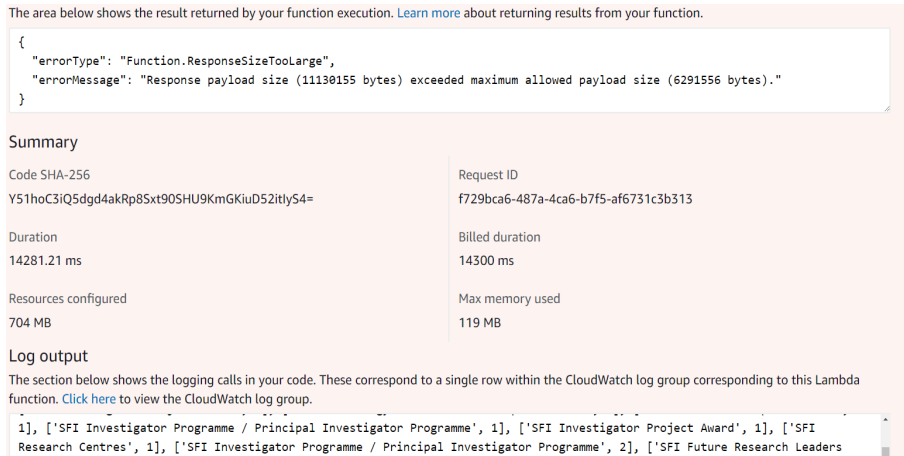 The area below shows the result returned by your function execution. Learn more about returning results from your function.
{
"errorType": "Function.ResponseSizeTooLarge",
"errorMessage": "Response payload size (11130155 bytes) exceeded maximum allowed payload size (6291556 bytes)."
}
Summary
Code SHA-256
Request ID
Y51hoC3iQ5dgd4akRp8Sxt90SHU9KmGKiuD52itIyS4=
f729bca6-487a-4ca6-b7f5-af6731c3b313
Duration
Billed duration
14281.21 ms
14300 ms
Resources configured
Max memory used
704 MB
119 MB
Log output
The section below shows the logging calls in your code. These correspond to a single row within the CloudWatch log group corresponding to this Lambda
function. Click here to view the CloudWatch log group.
1], ['SFI Investigator Programme / Principal Investigator Programme', 1], ['SFI Investigator Project Award', 1], ['SFI
Research Centres', 1], ['SFI Investigator Programme / Principal Investigator Programme', 2], ['SFI Future Research Leaders